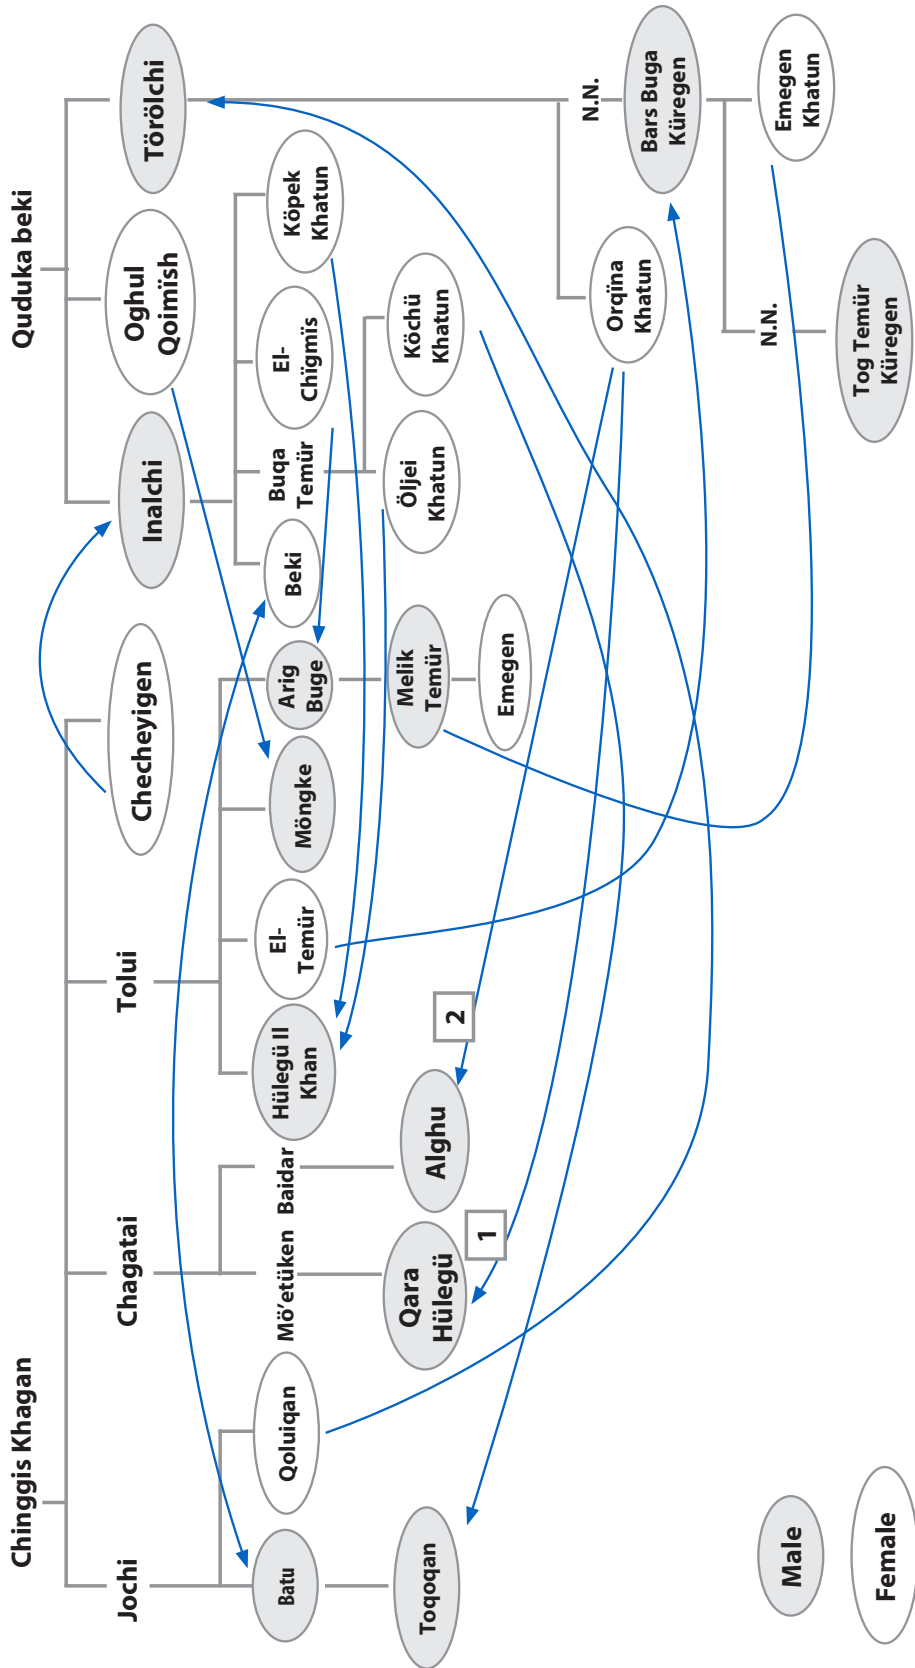 Chinggis Khagan
Quduka beki
Jochi
Chagatai
Tolui
Checheyigen
Inalchi
Oghul
Qoimïsh
Törölchi
Batu
Qoluiqan
Mö'etüken
Baidar
Hülegü II
Khan
El-
Temür
Möngke
Arig
Buge
Beki
Buqa
Temür
El-
Chïgmïs
Köpek
Khatun
Toqoqan
Qara
Hülegü
Alghu
Melik
Temür
Öljei
Khatun
Köchü
Khatun
1
2
Emegen
Orqïna
Khatun
N.N.
Bars Buga
Küregen
N.N.
Emegen
Khatun
Tog Temür
Küregen
Male
Female